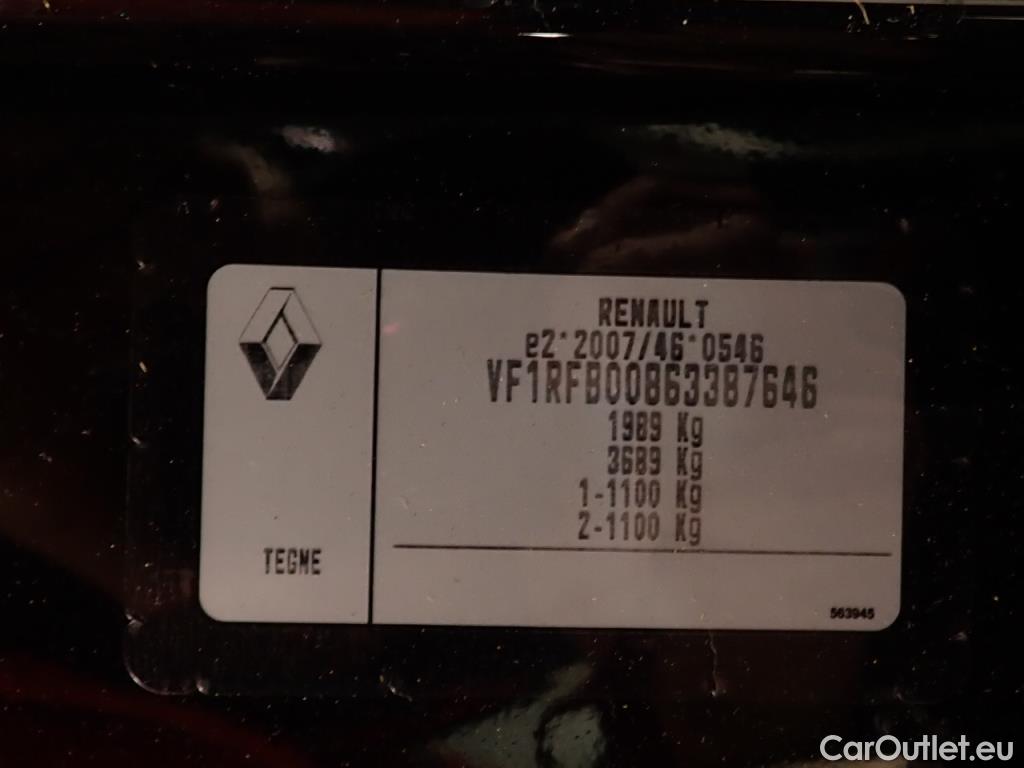 RENAULT
e2*2007/46*0546
VF1RFB00863387646
1989 Kg
3689 Kg
1-1100 Kg
2-1100 Kg
TEGME
563945
CarOutlet.eu